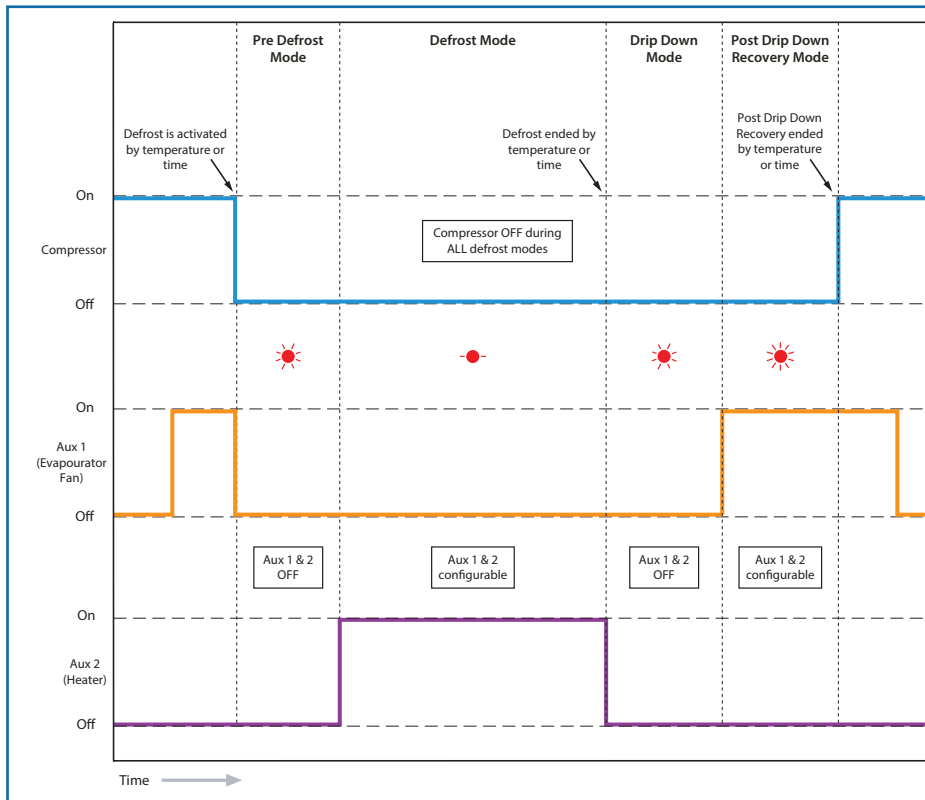 Pre Defrost
Mode
Defrost Mode
Drip Down
Mode
Post Drip Down
Recovery Mode
Defrost is activated
by temperature or
time
Defrost ended by
temperature or
time
Post Drip Down
Recovery ended
by temperature
or time
On
Compressor
Off
Compressor OFF during
ALL defrost modes
On
Aux 1
(Evapourator
Fan)
Off
Aux 1 & 2
OFF
Aux 1 & 2
configurable
Aux 1 & 2
OFF
Aux 1 & 2
configurable
On
Aux 2
(Heater)
Off
Time